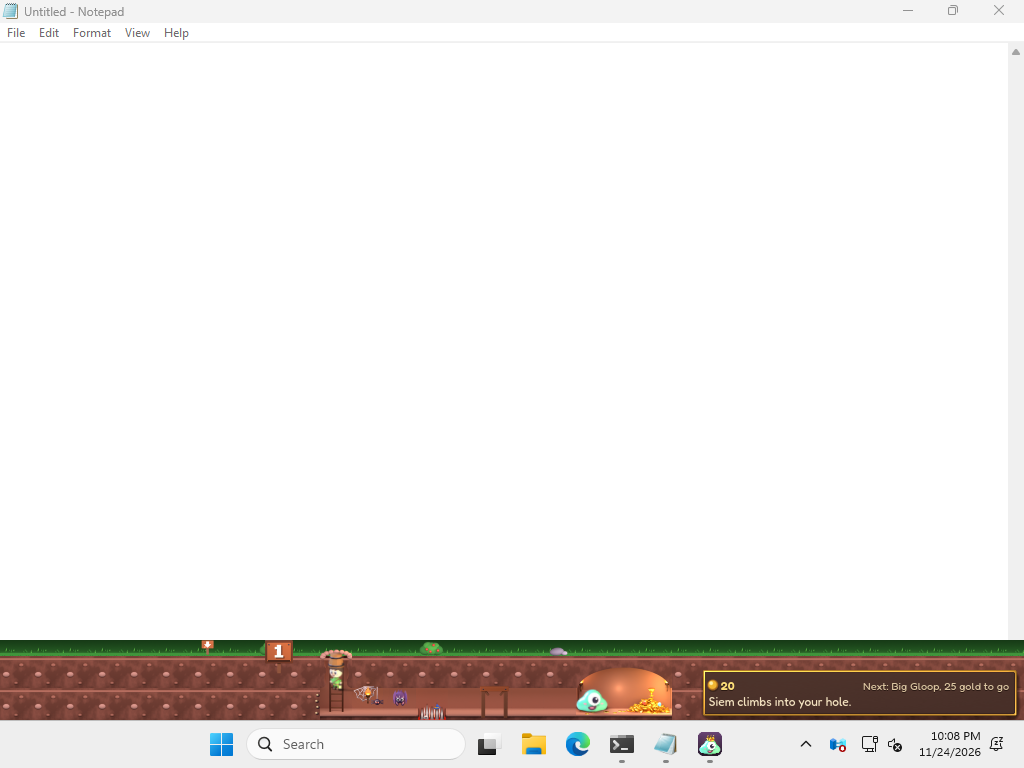 Untitled - Notepad
File Edit Format View Help
1
20 Next: Big Gloop, 25 gold to go
Siem climbs into your hole.
Search
10:08 PM
11/24/2026